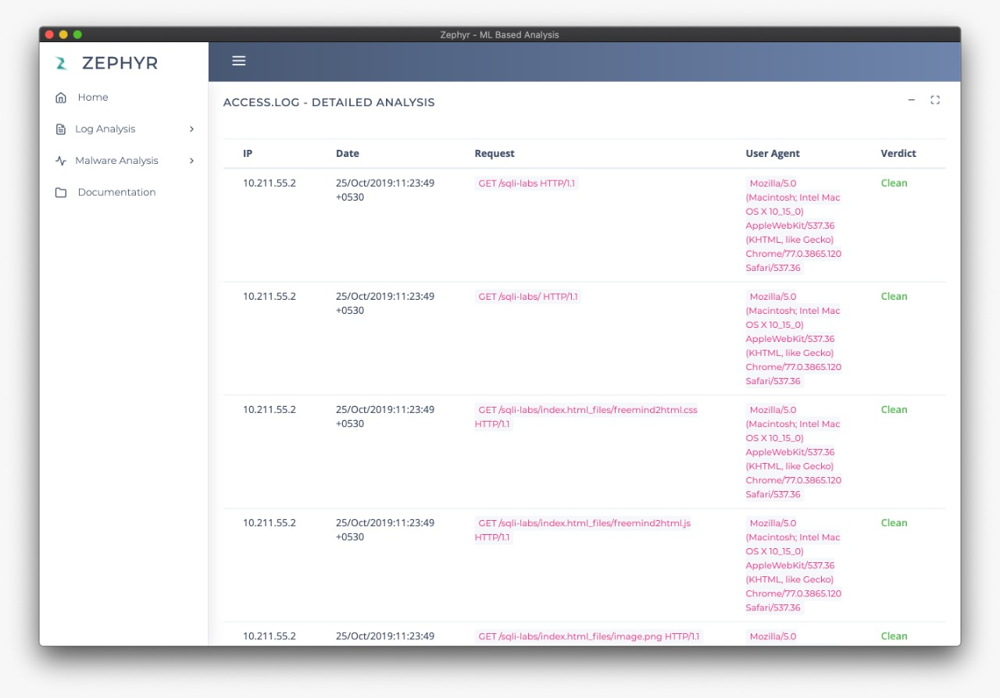 Zephyr - ML Based Analysis
ZEPHYR
Home
Log Analysis
Malware Analysis
Documentation
ACCESS.LOG - DETAILED ANALYSIS
IP Date Request User Agent Verdict
10.211.55.2 25/Oct/2019:11:23:49 GET /sqli-labs HTTP/1.1 Mozilla/5.0 Clean
+0530 (Macintosh; Intel Mac
OS X 10_15_0)
AppleWebKit/537.36
(KHTML, like Gecko)
Chrome/77.0.3865.120
Safari/537.36
10.211.55.2 25/Oct/2019:11:23:49 GET /sqli-labs/ HTTP/1.1 Mozilla/5.0 Clean
+0530 (Macintosh; Intel Mac
OS X 10_15_0)
AppleWebKit/537.36
(KHTML, like Gecko)
Chrome/77.0.3865.120
Safari/537.36
10.211.55.2 25/Oct/2019:11:23:49 GET /sqli-labs/index.html_files/freemind2html.css Mozilla/5.0 Clean
+0530 HTTP/1.1 (Macintosh; Intel Mac
OS X 10_15_0)
AppleWebKit/537.36
(KHTML, like Gecko)
Chrome/77.0.3865.120
Safari/537.36
10.211.55.2 25/Oct/2019:11:23:49 GET /sqli-labs/index.html_files/freemind2html.js Mozilla/5.0 Clean
+0530 HTTP/1.1 (Macintosh; Intel Mac
OS X 10_15_0)
AppleWebKit/537.36
(KHTML, like Gecko)
Chrome/77.0.3865.120
Safari/537.36
10.211.55.2 25/Oct/2019:11:23:49 GET /sqli-labs/index.html_files/image.png HTTP/1.1 Mozilla/5.0 Clean